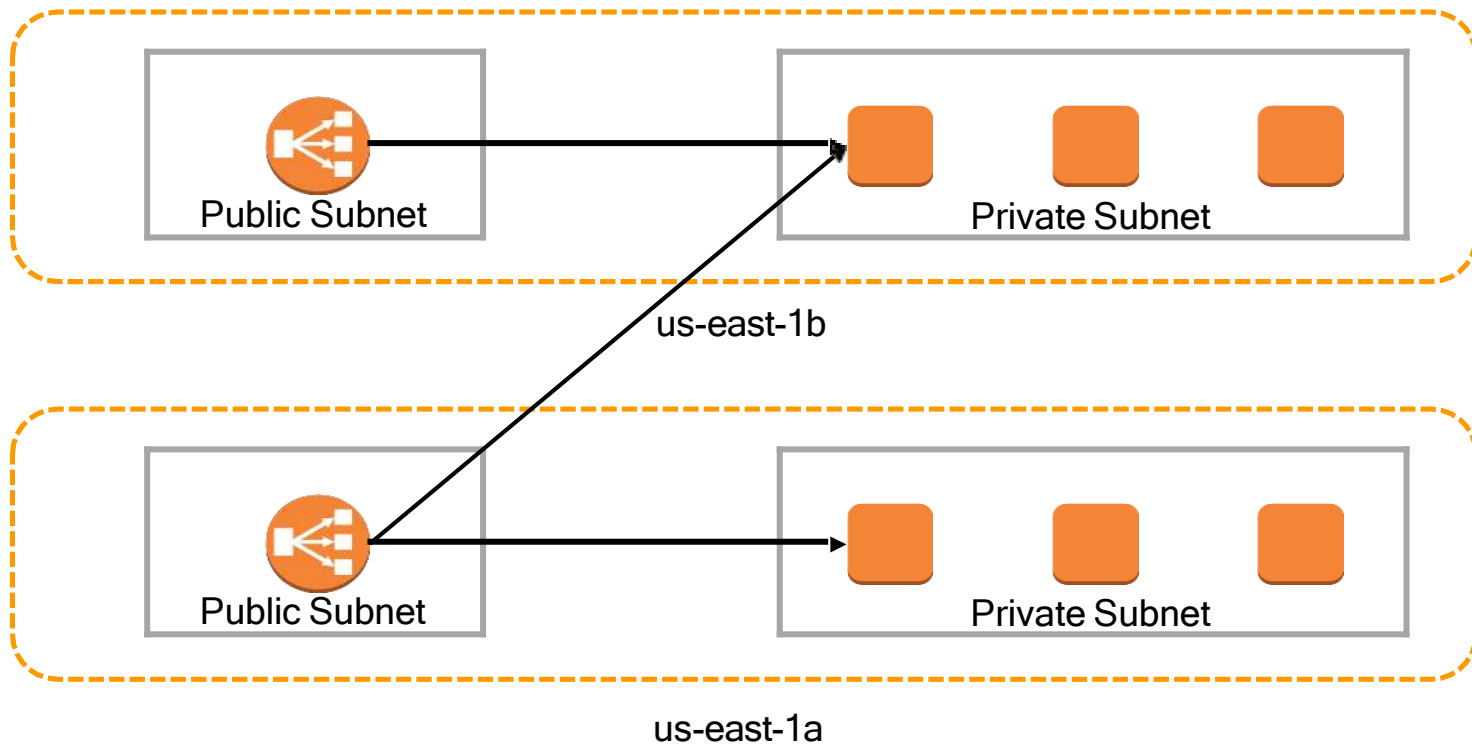 Public Subnet
Private Subnet
us-east-1b
Public Subnet
Private Subnet
us-east-1a